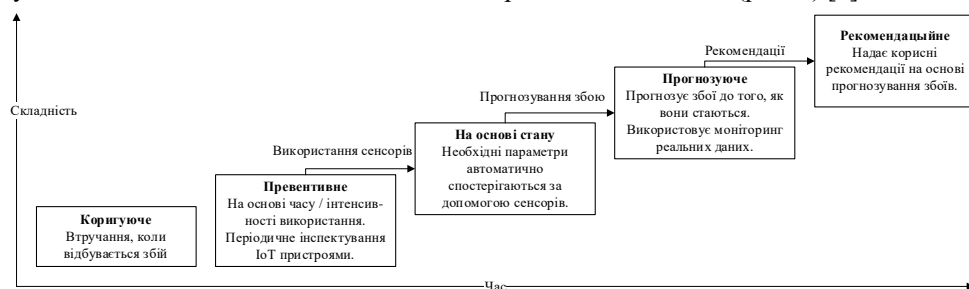 Рекомендацыйне
Надає корисні
рекомендації на основі
прогнозування збоїв.
Рекомендації
Прогнозуюче
Прогнозує збої до того, як
вони стаються.
Використовує моніторинг
реальних даних.
Складність
Прогнозування збою
На основі стану
Необхідні параметри
автоматично
спостерігаються за
допомогою сенсорів.
Використання сенсорів
Превентивне
На основі часу / інтенсив-
ності використання.
Періодичне інспектування
ІоТ пристроями.
Коригуюче
Втручання, коли
відбувається збій
Час